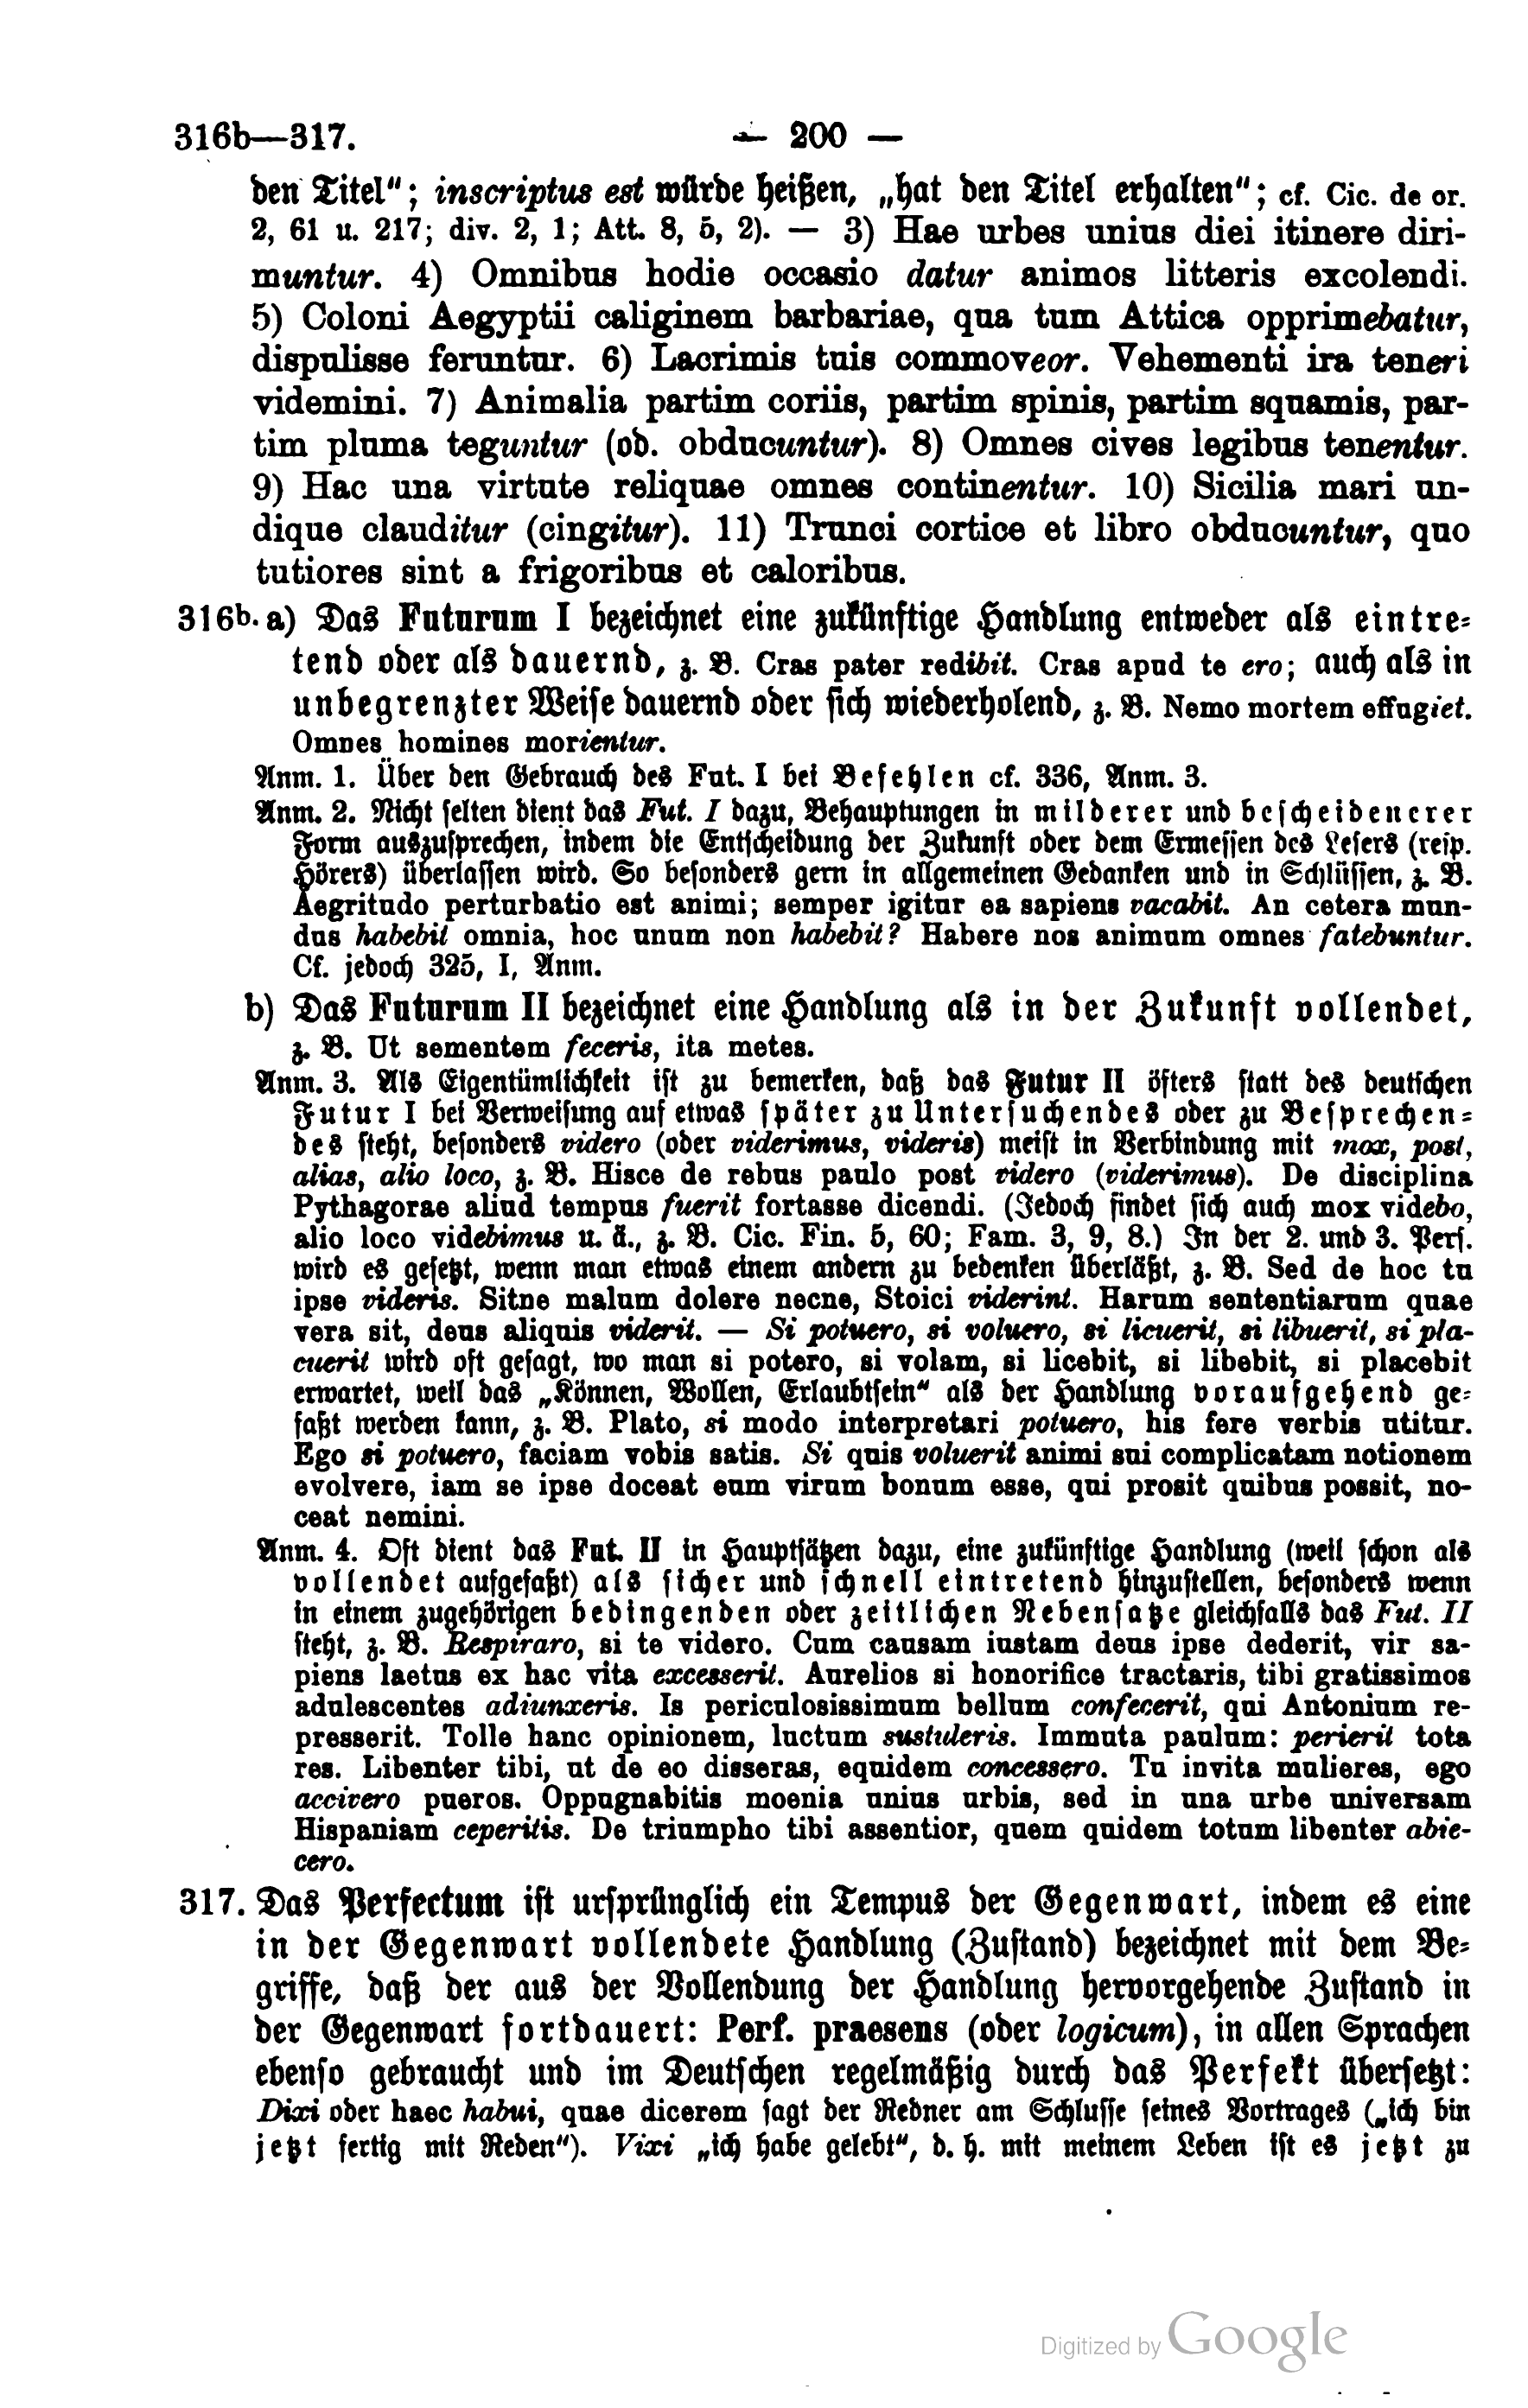 316b—317. — 200 —
den Titel"; inscriptus est würde heißen, „hat den Titel erhalten"; cf. Cic. de or.
2, 61 u. 217; div. 2, 1; Att. 8, 5, 2). — 3) Hae urbes unius diei itinere diri-
muntur. 4) Omnibus hodie occasio datur animos litteris excolendi.
5) Coloni Aegyptii caliginem barbariae, qua tum Attica opprimebatur,
dispulisse feruntur. 6) Lacrimis tuis commoveor. Vehementi ira teneri
videmini. 7) Animalia partim coriis, partim spinis, partim squamis, par-
tim pluma teguntur (ob. obducuntur). 8) Omnes cives legibus tenentur.
9) Hac una virtute reliquae omnes continentur. 10) Sicilia mari un-
dique clauditur (cingitur). 11) Trunci cortice et libro obducuntur, quo
tutiores sint a frigoribus et caloribus.
316b. a) Das Futurum I bezeichnet eine zukünftige Handlung entweder als eintre-
tend oder als dauernd, z. B. Cras pater redibit. Cras apud te ero; auch als in
unbegrenzter Weise dauernd oder sich wiederholend, z. B. Nemo mortem effugiet.
Omnes homines morientur.
Anm. 1. Über den Gebrauch des Fut. I bei Befehlen cf. 336, Anm. 3.
Anm. 2. Nicht selten dient das Fut. I dazu, Behauptungen in milderer und bescheidenerer
Form auszusprechen, indem die Entscheidung der Zukunft oder dem Ermessen des Lesers (resp.
Hörers) überlassen wird. So besonders gern in allgemeinen Gedanken und in Schlüssen, z. B.
Aegritudo perturbatio est animi; semper igitur ea sapiens vacabit. An cetera mun-
dus habebit omnia, hoc unum non habebit? Habere nos animum omnes fatebuntur.
Cf. jedoch 325, I, Anm.
b) Das Futurum II bezeichnet eine Handlung als in der Zukunft vollendet,
z. B. Ut sementem feceris, ita metes.
Anm. 3. Als Eigentümlichkeit ist zu bemerken, daß das Futur II öfters statt des deutschen
Futur I bei Verweisung auf etwas später zu Untersuchendes oder zu Besprechen-
des steht, besonders videro (oder viderimus, videris) meist in Verbindung mit mox, post,
alias, alio loco, z. B. Hisce de rebus paulo post videro (viderimus). De disciplina
Pythagorae aliud tempus fuerit fortasse dicendi. (Jedoch findet sich auch mox videbo,
alio loco videbimus u. ä., z. B. Cic. Fin. 5, 60; Fam. 3, 9, 8.) In der 2. und 3. Pers.
wird es gesetzt, wenn man etwas einem andern zu bedenken überläßt, z. B. Sed de hoc tu
ipse videris. Sitne malum dolere necne, Stoici viderint. Harum sententiarum quae
vera sit, deus aliquis viderit. — Si potuero, si voluero, si licuerit, si libuerit, si pla-
cuerit wird oft gesagt, wo man si potero, si volam, si licebit, si libebit, si placebit
erwartet, weil das „Können, Wollen, Erlaubtsein" als der Handlung voraufgehend ge-
faßt werden kann, z. B. Plato, si modo interpretari potuero, his fere verbis utitur.
Ego si potuero, faciam vobis satis. Si quis voluerit animi sui complicatam notionem
evolvere, iam se ipse doceat eum virum bonum esse, qui prosit quibus possit, no-
ceat nemini.
Anm. 4. Oft dient das Fut. II in Hauptsätzen dazu, eine zukünftige Handlung (weil schon als
vollendet aufgefaßt) als sicher und schnell eintretend hinzustellen, besonders wenn
in einem zugehörigen bedingenden oder zeitlichen Nebensatze gleichfalls das Fut. II
steht, z. B. Respiraro, si te videro. Cum causam iustam deus ipse dederit, vir sa-
piens laetus ex hac vita excesserit. Aurelios si honorifice tractaris, tibi gratissimos
adulescentes adiunxeris. Is periculosissimum bellum confecerit, qui Antonium re-
presserit. Tolle hanc opinionem, luctum sustuleris. Immuta paulum: perierit tota
res. Libenter tibi, ut de eo disseras, equidem concessero. Tu invita mulieres, ego
accivero pueros. Oppugnabitis moenia unius urbis, sed in una urbe universam
Hispaniam ceperitis. De triumpho tibi assentior, quem quidem totum libenter abie-
cero.
317. Das Perfectum ist ursprünglich ein Tempus der Gegenwart, indem es eine
in der Gegenwart vollendete Handlung (Zustand) bezeichnet mit dem Be-
griffe, daß der aus der Vollendung der Handlung hervorgehende Zustand in
der Gegenwart fortdauert: Perf. praesens (oder logicum), in allen Sprachen
ebenso gebraucht und im Deutschen regelmäßig durch das Perfekt übersetzt:
Dixi oder haec habui, quae dicerem sagt der Redner am Schlusse seines Vortrages („ich bin
jetzt fertig mit Reden"). Vixi „ich habe gelebt", d. h. mit meinem Leben ist es jetzt zu
Digitized by Google